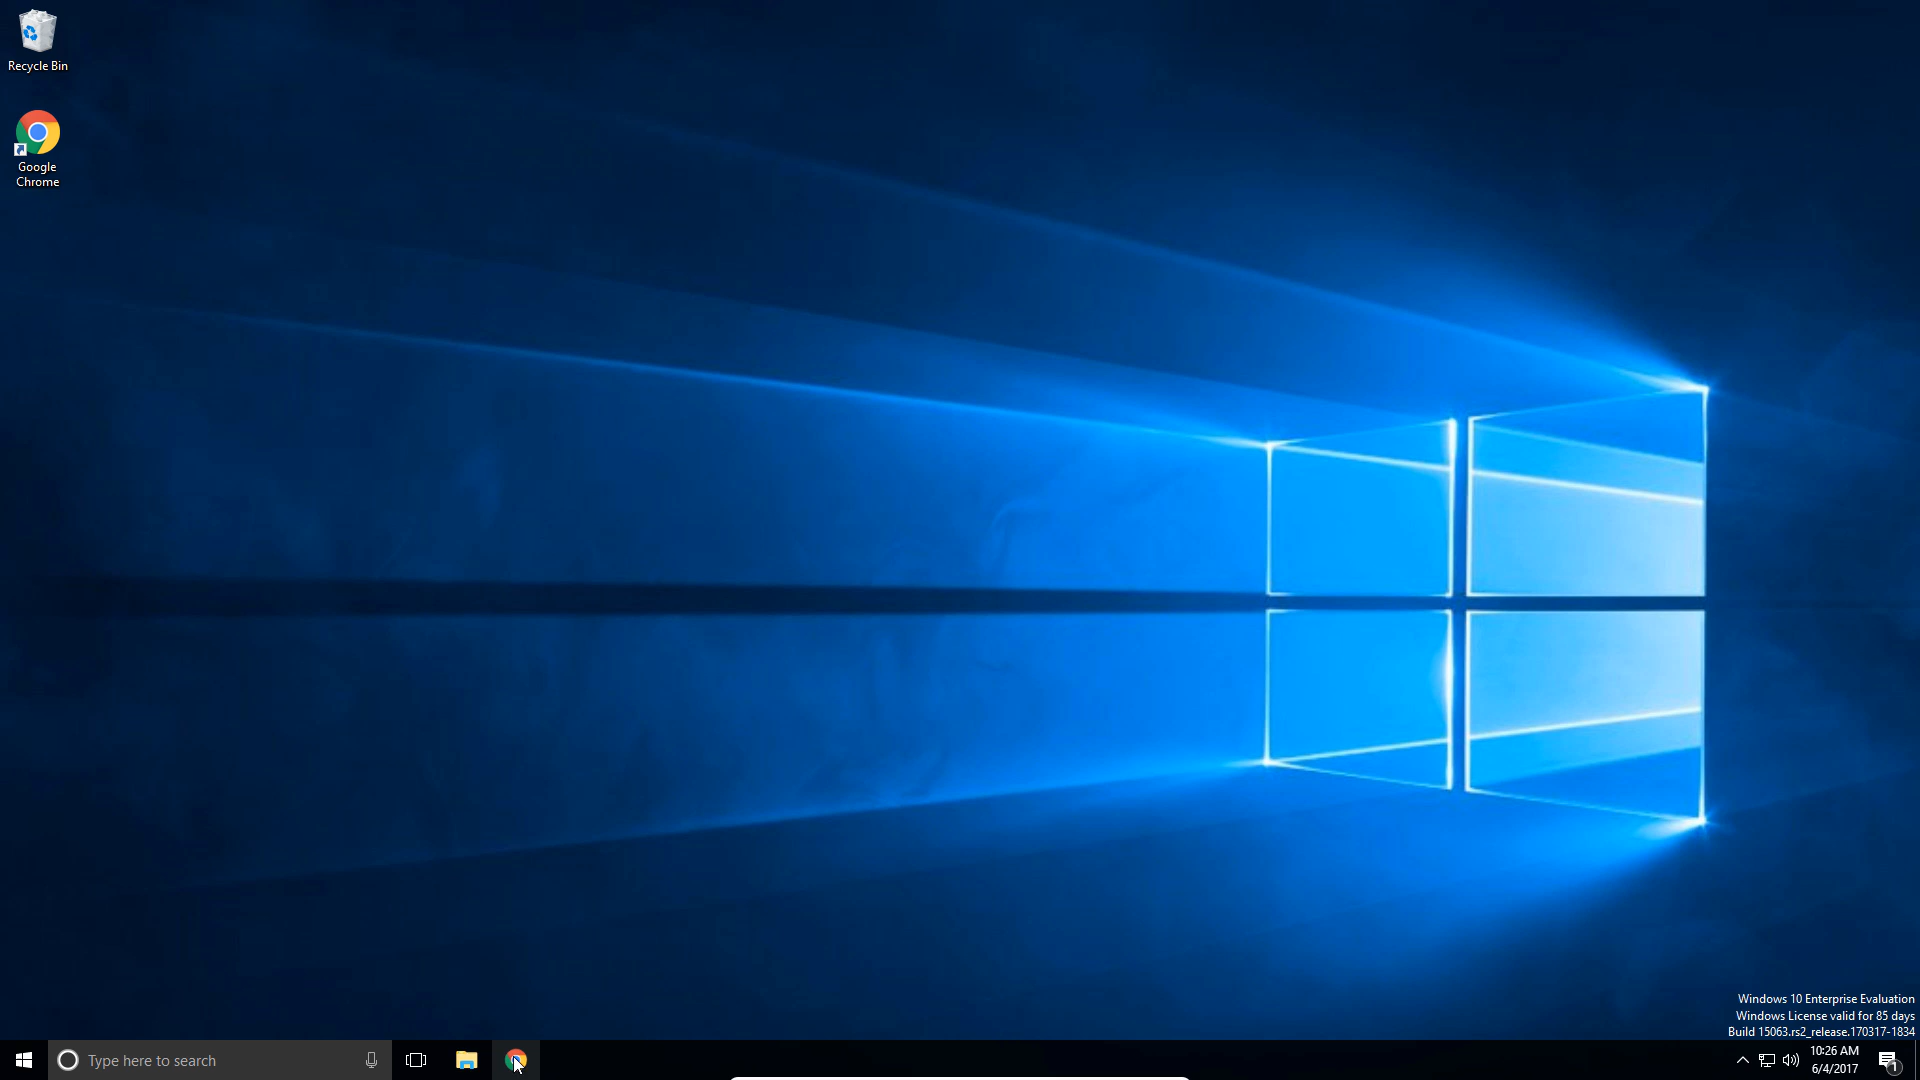 Recycle Bin
Google
Chrome
Windows 10 Enterprise Evaluation
Windows License valid for 85 days
Build 15063.rs2_release.170317-1834
Type here to search
10:26 AM
6/4/2017
1